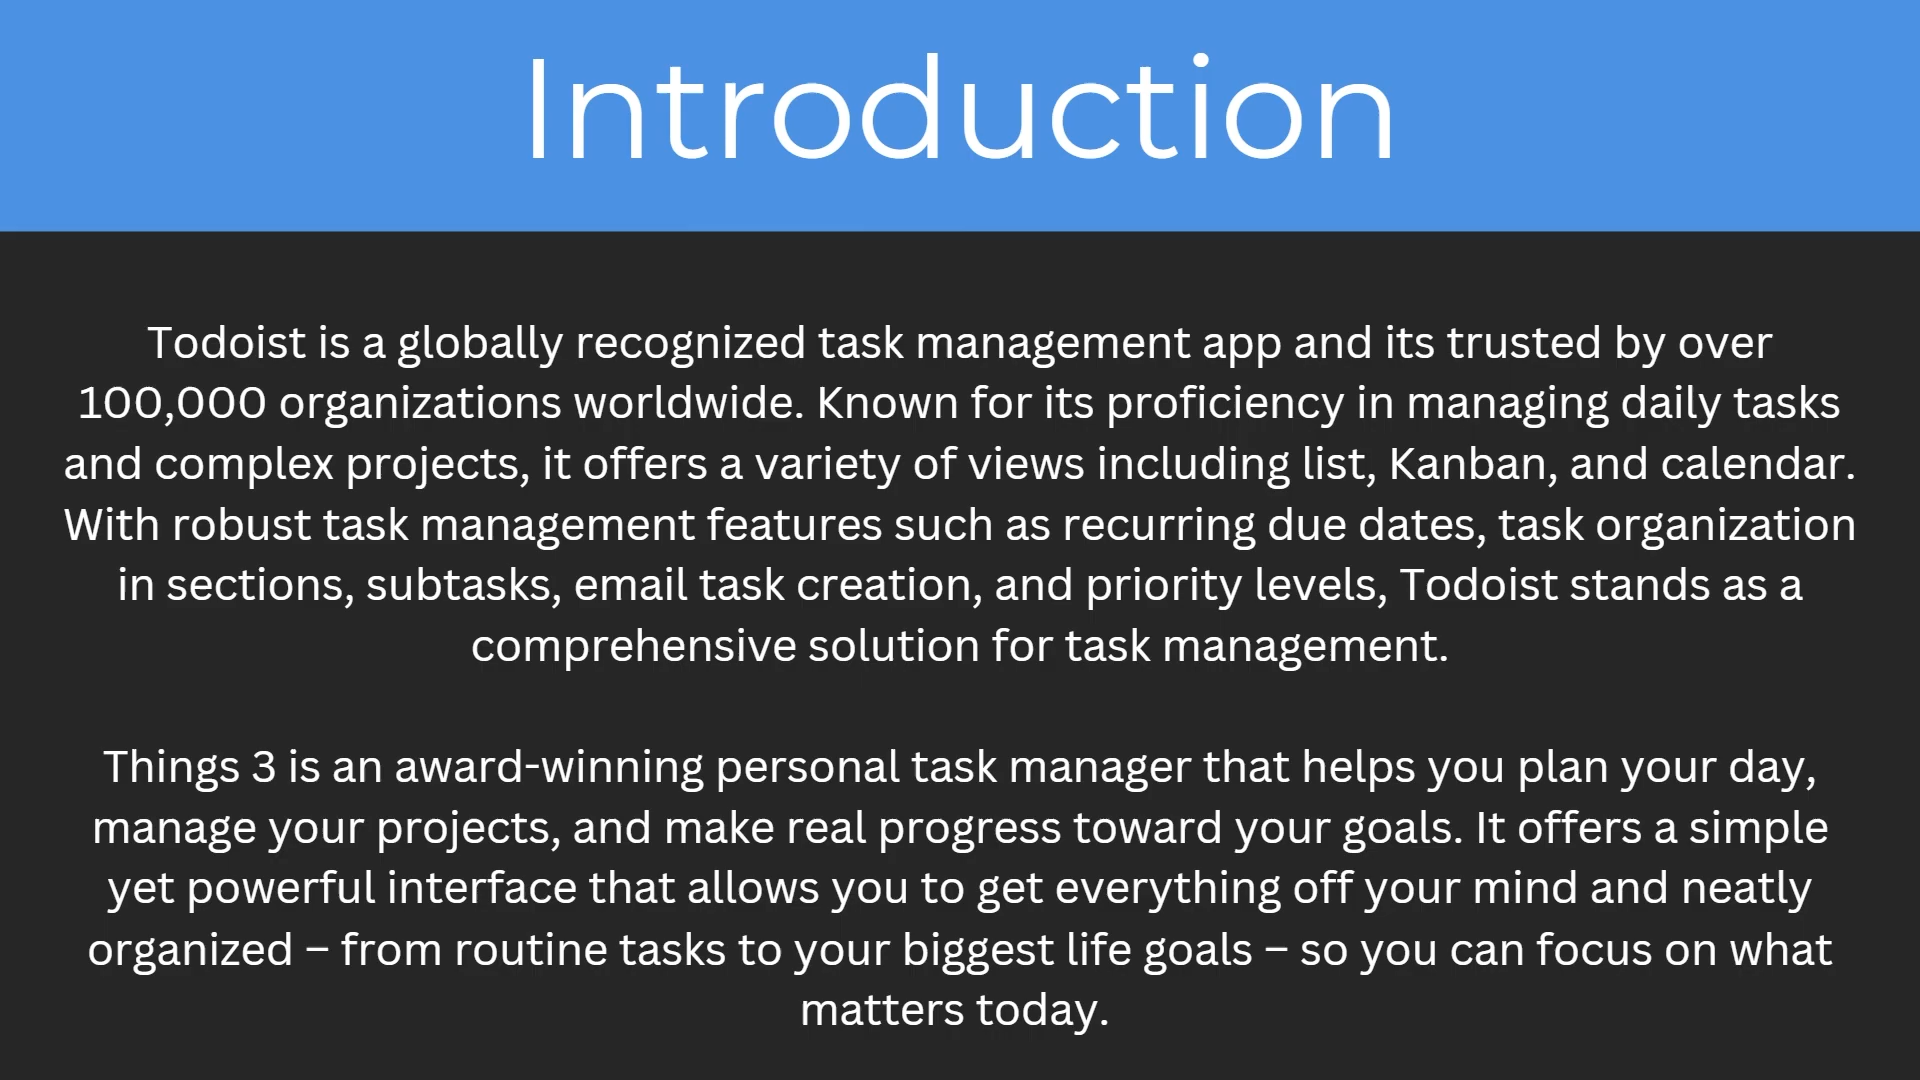 Introduction
Todoist is a globally recognized task management app and its trusted by over
100,000 organizations worldwide. Known for its proficiency in managing daily tasks
and complex projects, it offers a variety of views including list, Kanban, and calendar.
With robust task management features such as recurring due dates, task organization
in sections, subtasks, email task creation, and priority levels, Todoist stands as a
comprehensive solution for task management.
Things 3 is an award-winning personal task manager that helps you plan your day,
manage your projects, and make real progress toward your goals. It offers a simple
yet powerful interface that allows you to get everything off your mind and neatly
organized – from routine tasks to your biggest life goals – so you can focus on what
matters today.